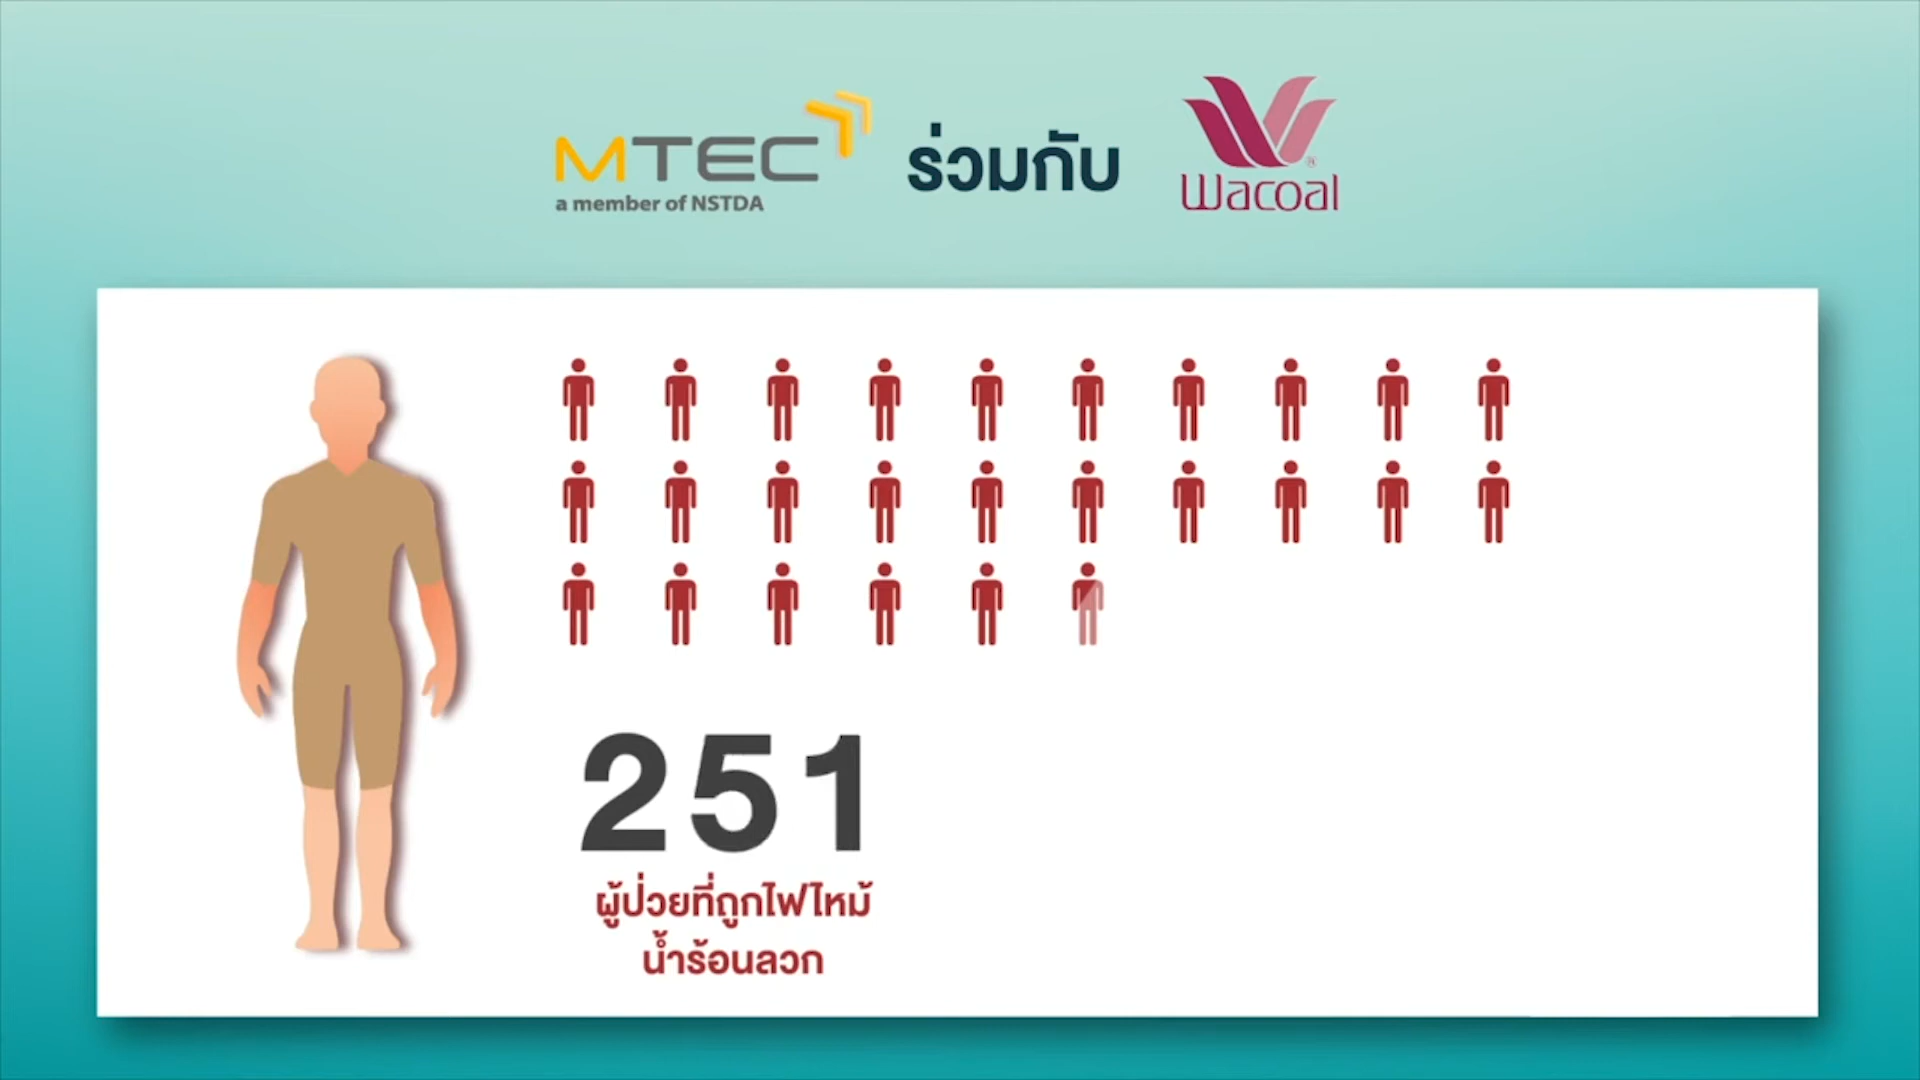 MTEC
a member of NSTDA
ร่วมกับ
Wacoal
251
ผู้ป่วยที่ถูกไฟไหม้
น้ำร้อนลวก